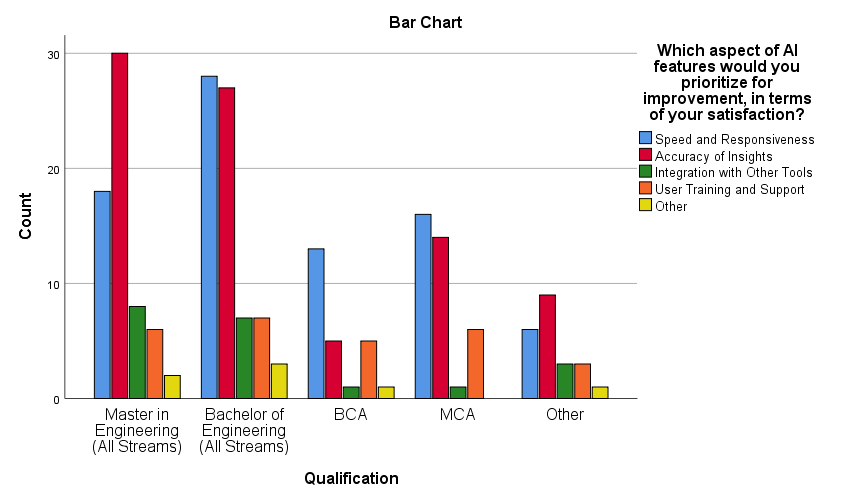 Bar Chart
Which aspect of AI
features would you
prioritize for
improvement, in terms
of your satisfaction?
Speed and Responsiveness
Accuracy of Insights
Integration with Other Tools
User Training and Support
Other
Count
30
20
10
0
Master in
Engineering
(All Streams)
Bachelor of
Engineering
(All Streams)
BCA
MCA
Other
Qualification